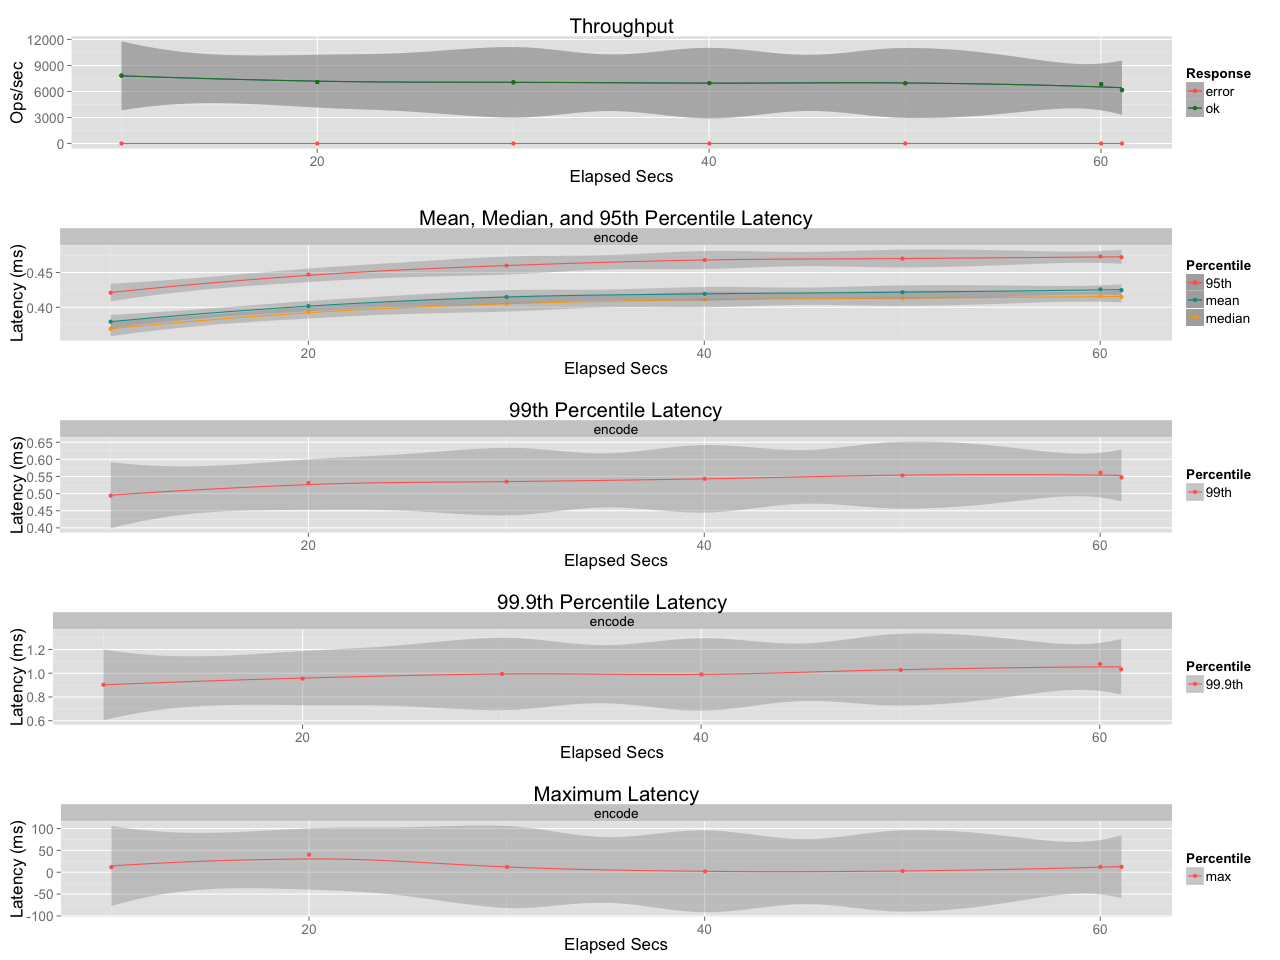 Throughput
12000
9000
6000
3000
0
Ops/sec
20 40 60
Elapsed Secs
Response
error
ok
Mean, Median, and 95th Percentile Latency
encode
0.45
0.40
Latency (ms)
20 40 60
Elapsed Secs
Percentile
95th
mean
median
99th Percentile Latency
encode
0.65
0.60
0.55
0.50
0.45
0.40
Latency (ms)
20 40 60
Elapsed Secs
Percentile
99th
99.9th Percentile Latency
encode
1.2
1.0
0.8
0.6
Latency (ms)
20 40 60
Elapsed Secs
Percentile
99.9th
Maximum Latency
encode
100
50
0
-50
-100
Latency (ms)
20 40 60
Elapsed Secs
Percentile
max